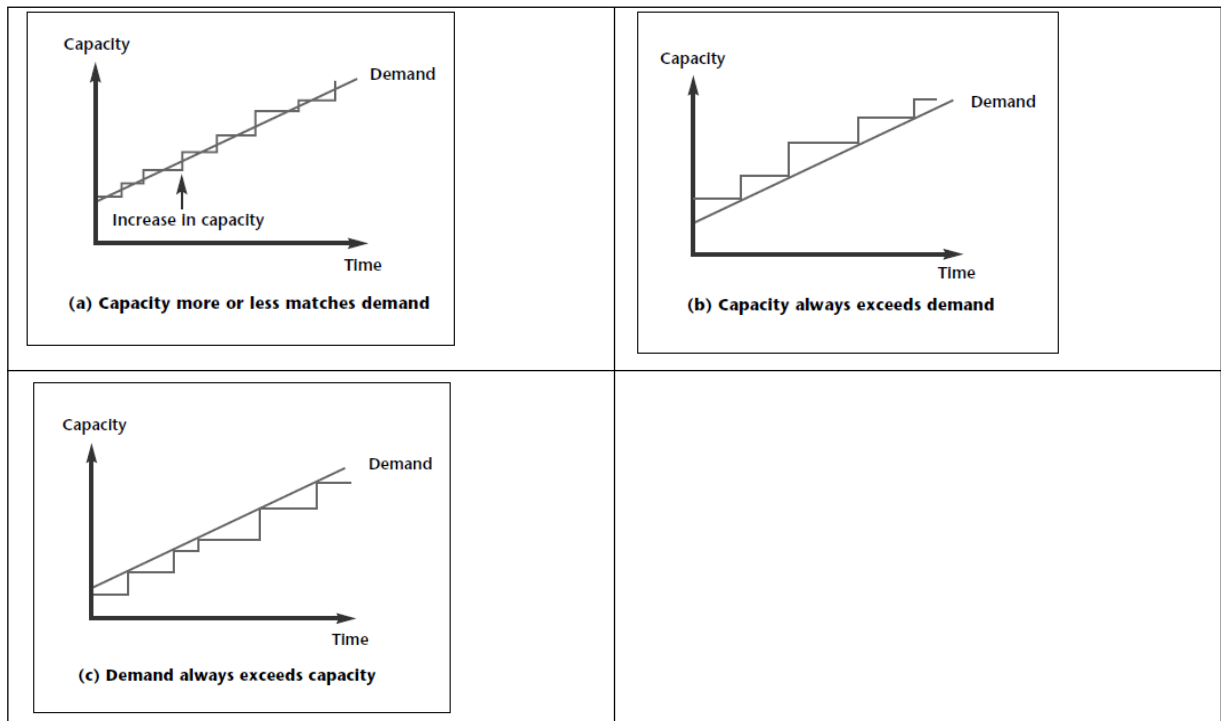 Capacity
Demand
Increase in capacity
Time
(a) Capacity more or less matches demand
Capacity
Demand
Time
(b) Capacity always exceeds demand
Capacity
Demand
Time
(c) Demand always exceeds capacity